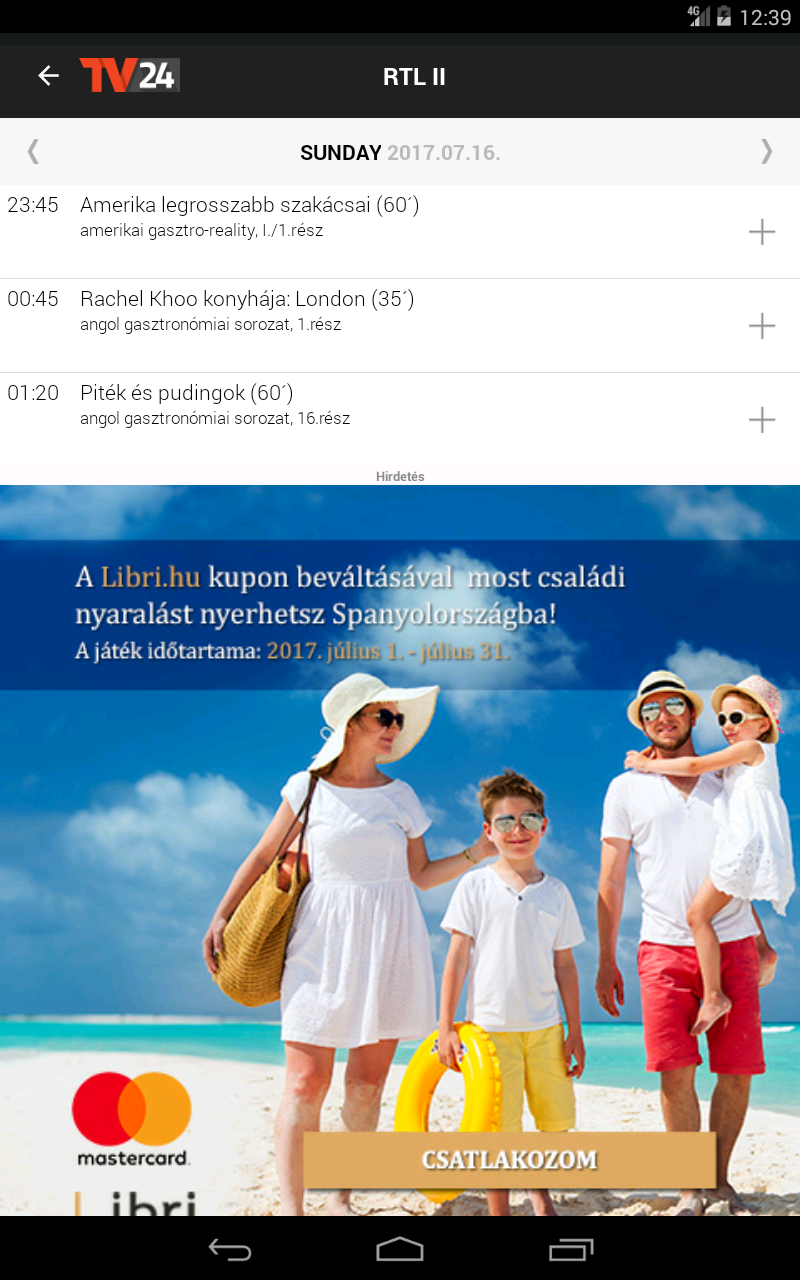 4G 12:39
TV24 RTL II
SUNDAY 2017.07.16.
23:45 Amerika legrosszabb szakácsai (60´)
amerikai gasztro-reality, I./1.rész
00:45 Rachel Khoo konyhája: London (35´)
angol gasztronómiai sorozat, 1.rész
01:20 Piték és pudingok (60´)
angol gasztronómiai sorozat, 16.rész
Hirdetés
A Libri.hu kupon beváltásával most családi
nyaralást nyerhetsz Spanyolországba!
A játék időtartama: 2017. július 1. - július 31.
mastercard.
CSATLAKOZOM
Libri